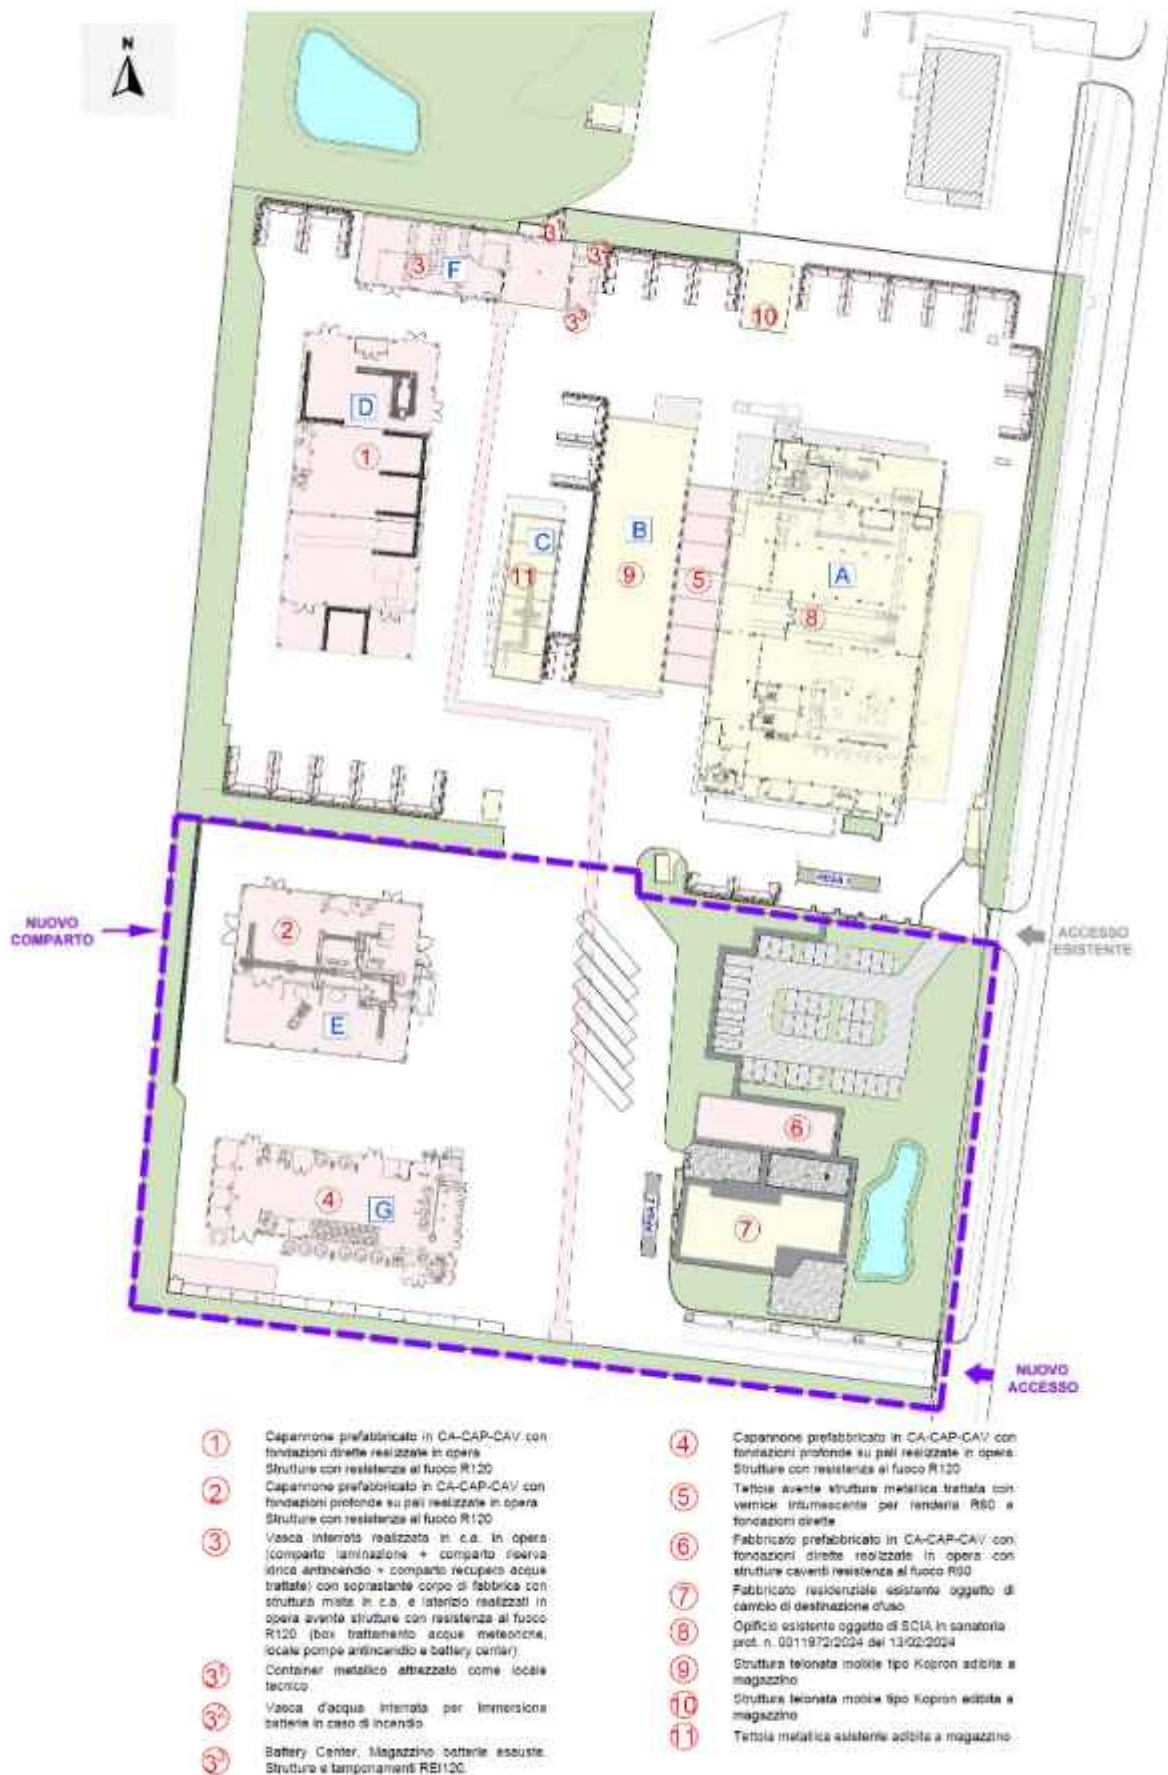 N
3¹
3
F
3²
3³
10
D
1
C
B
11
9
5
A
8
PESA 1
NUOVO
COMPARTO
ACCESSO
ESISTENTE
2
E
6
4
G
PESA 2
7
NUOVO
ACCESSO
1
Capannone prefabbricato in CA-CAP-CAV con
fondazioni dirette realizzate in opera
Strutture con resistenza al fuoco R120
2
Capannone prefabbricato in CA-CAP-CAV con
fondazioni profonde su pali realizzate in opera
Strutture con resistenza al fuoco R120
3
Vasca interrata realizzata in c.a. in opera
(comparto laminazione + comparto riserva
idrica antincendio + comparto recupero acque
trattate) con soprastante corpo di fabbrica con
struttura mista in c.a. e laterizio realizzati in
opera avente strutture con resistenza al fuoco
R120 (box trattamento acque meteoriche,
locale pompe antincendio e battery center)
3¹
Container metallico attrezzato come locale
tecnico
3²
Vasca d'acqua interrata per immersione
batterie in caso di incendio
3³
Battery Center, Magazzino batterie esauste.
Strutture e tamponamenti REI120.
4
Capannone prefabbricato in CA-CAP-CAV con
fondazioni profonde su pali realizzate in opera.
Strutture con resistenza al fuoco R120
5
Tettoia avente struttura metallica trattata con
vernice intumescente per renderla R60 e
fondazioni dirette
6
Fabbricato prefabbricato in CA-CAP-CAV con
fondazioni dirette realizzate in opera con
strutture aventi resistenza al fuoco R60
7
Fabbricato residenziale esistente oggetto di
cambio di destinazione d'uso
8
Opificio esistente oggetto di SCIA in sanatoria
prot. n. 0011972/2024 del 13/02/2024
9
Struttura telonata mobile tipo Kopron adibita a
magazzino
10
Struttura telonata mobile tipo Kopron adibita a
magazzino
11
Tettoia metallica esistente adibita a magazzino